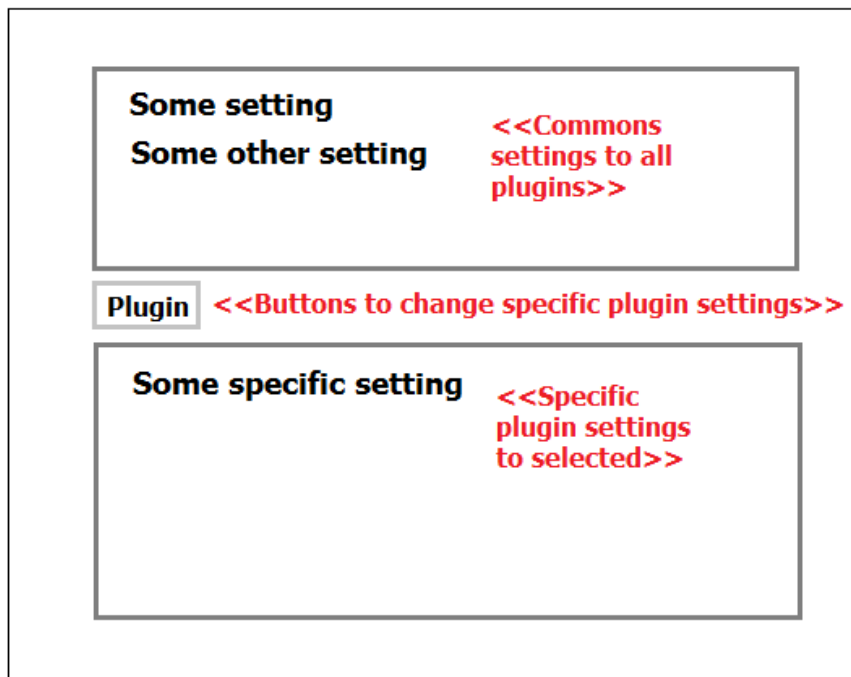 Some setting
Some other setting
<<Commons
settings to all
plugins>>
Plugin
<<Buttons to change specific plugin settings>>
Some specific setting
<<Specific
plugin settings
to selected>>